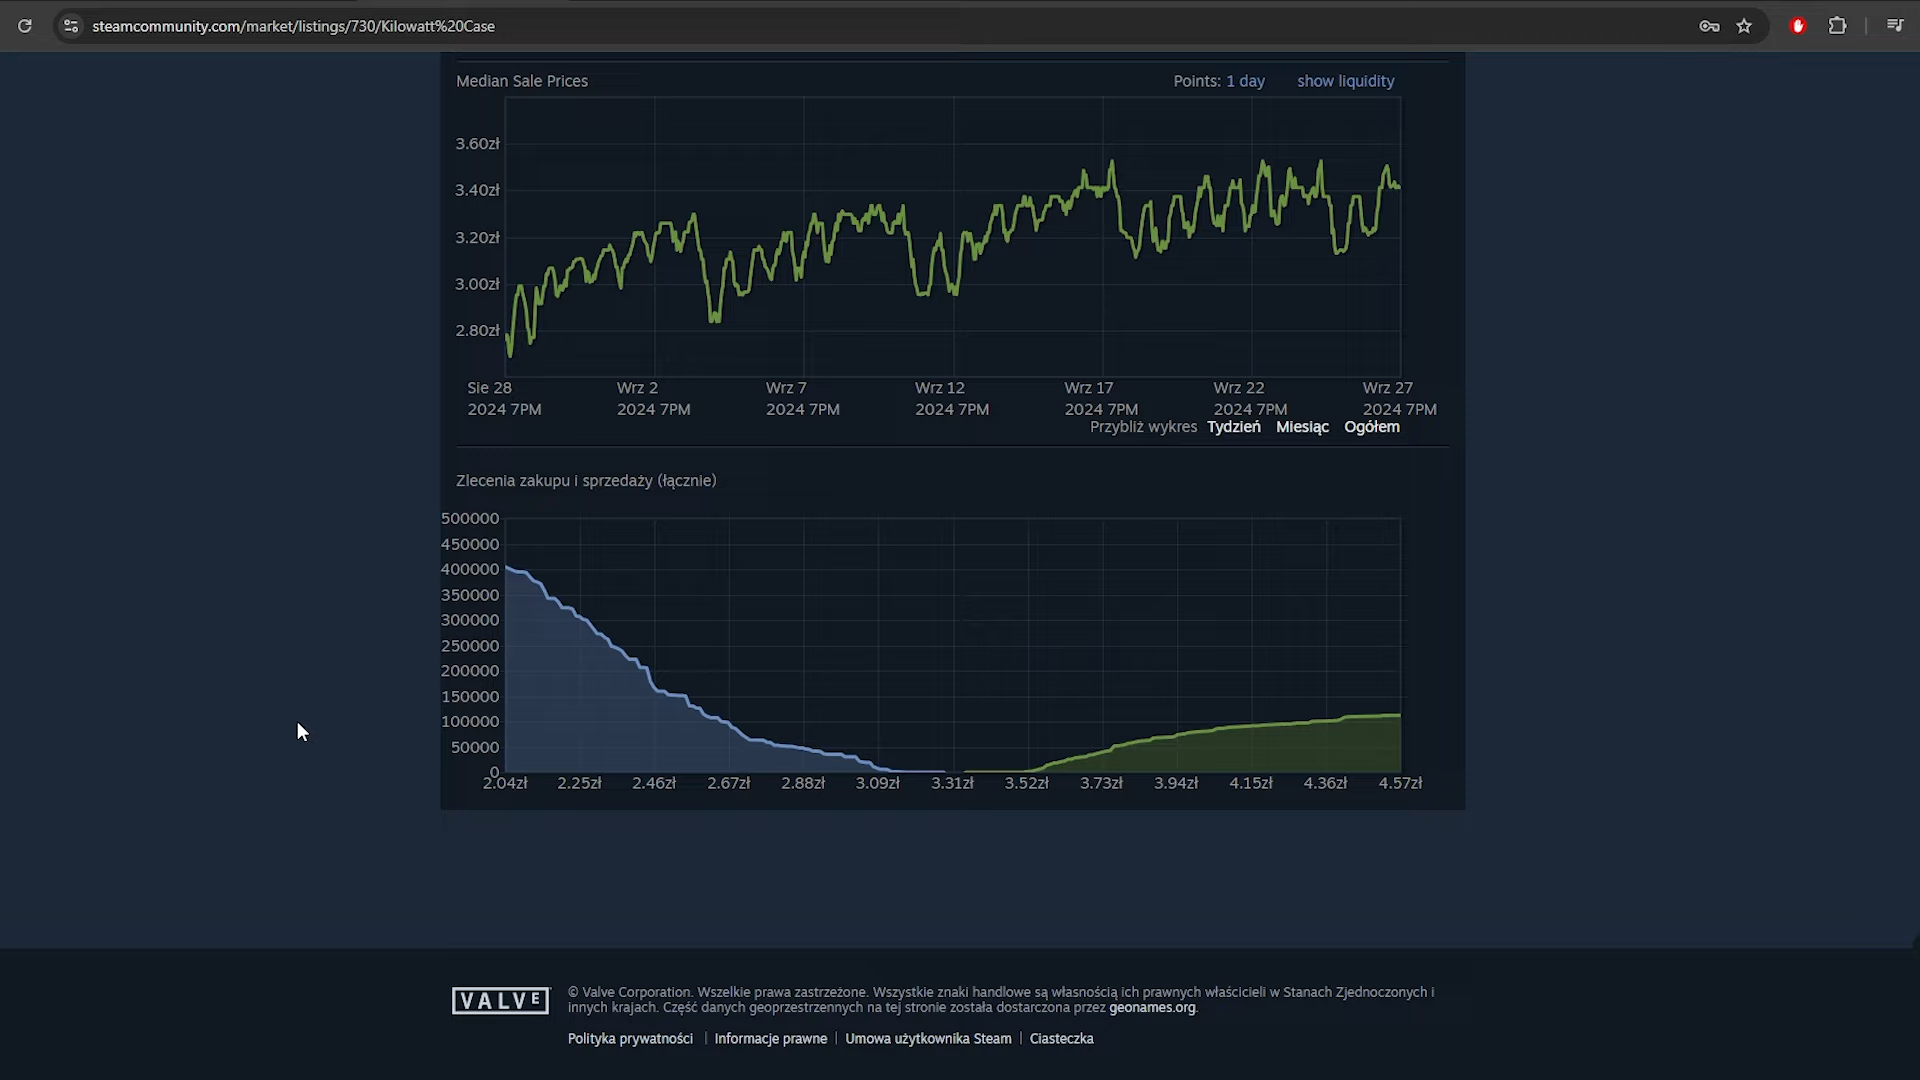 steamcommunity.com/market/listings/730/Kilowatt%20Case
Median Sale Prices
Points: 1 day show liquidity
3.60zł
3.40zł
3.20zł
3.00zł
2.80zł
Sie 28 Wrz 2 Wrz 7 Wrz 12 Wrz 17 Wrz 22 Wrz 27
2024 7PM 2024 7PM 2024 7PM 2024 7PM 2024 7PM 2024 7PM 2024 7PM
Przybliż wykres Tydzień Miesiąc Ogółem
Zlecenia zakupu i sprzedaży (łącznie)
500000
450000
400000
350000
300000
250000
200000
150000
100000
50000
0
2.04zł 2.25zł 2.46zł 2.67zł 2.88zł 3.09zł 3.31zł 3.52zł 3.73zł 3.94zł 4.15zł 4.36zł 4.57zł
VALVE
© Valve Corporation. Wszelkie prawa zastrzeżone. Wszystkie znaki handlowe są własnością ich prawnych właścicieli w Stanach Zjednoczonych i
innych krajach. Część danych geoprzestrzennych na tej stronie została dostarczona przez geonames.org.
Polityka prywatności | Informacje prawne | Umowa użytkownika Steam | Ciasteczka